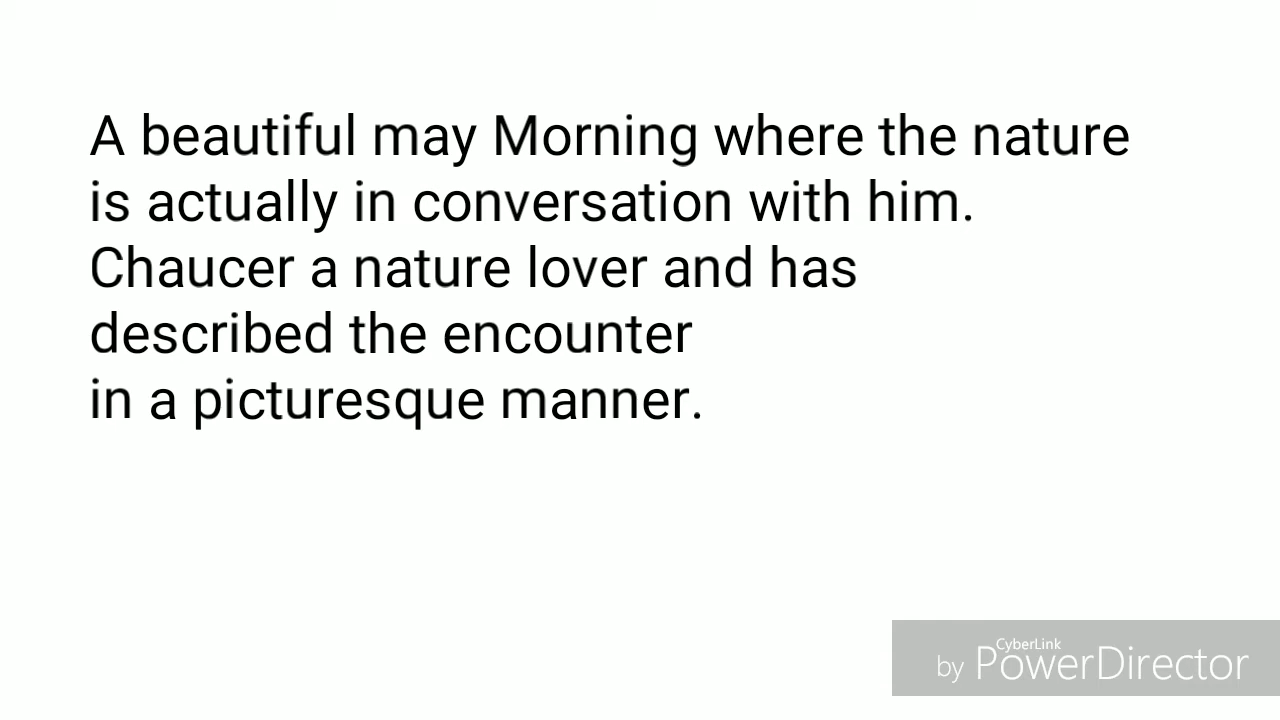 A beautiful may Morning where the nature
is actually in conversation with him.
Chaucer a nature lover and has
described the encounter
in a picturesque manner.
CyberLink
by PowerDirector